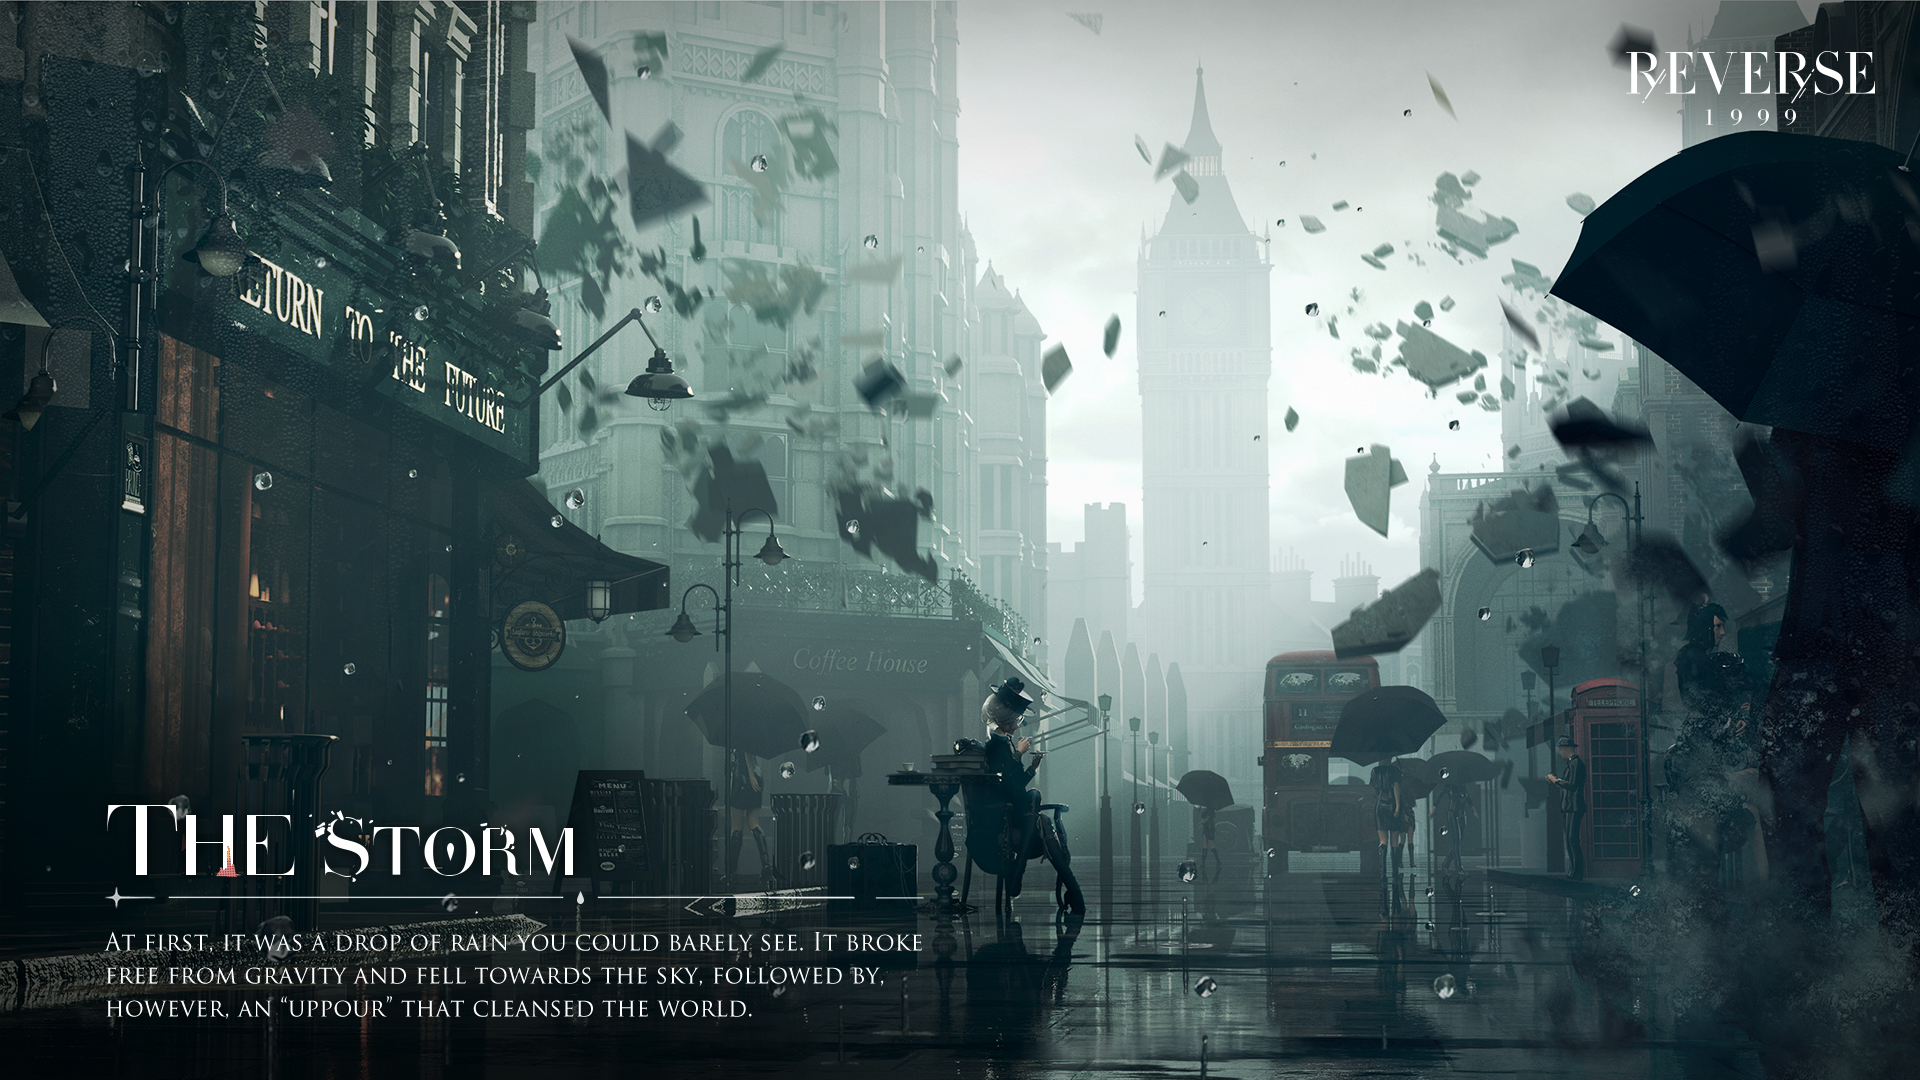 REVERSE
1999
ETURN TO THE FUTURE
Coffee House
TELEPHONE
MENU
THE STORM
AT FIRST, IT WAS A DROP OF RAIN YOU COULD BARELY SEE. IT BROKE
FREE FROM GRAVITY AND FELL TOWARDS THE SKY, FOLLOWED BY,
HOWEVER, AN “UPPOUR” THAT CLEANSED THE WORLD.